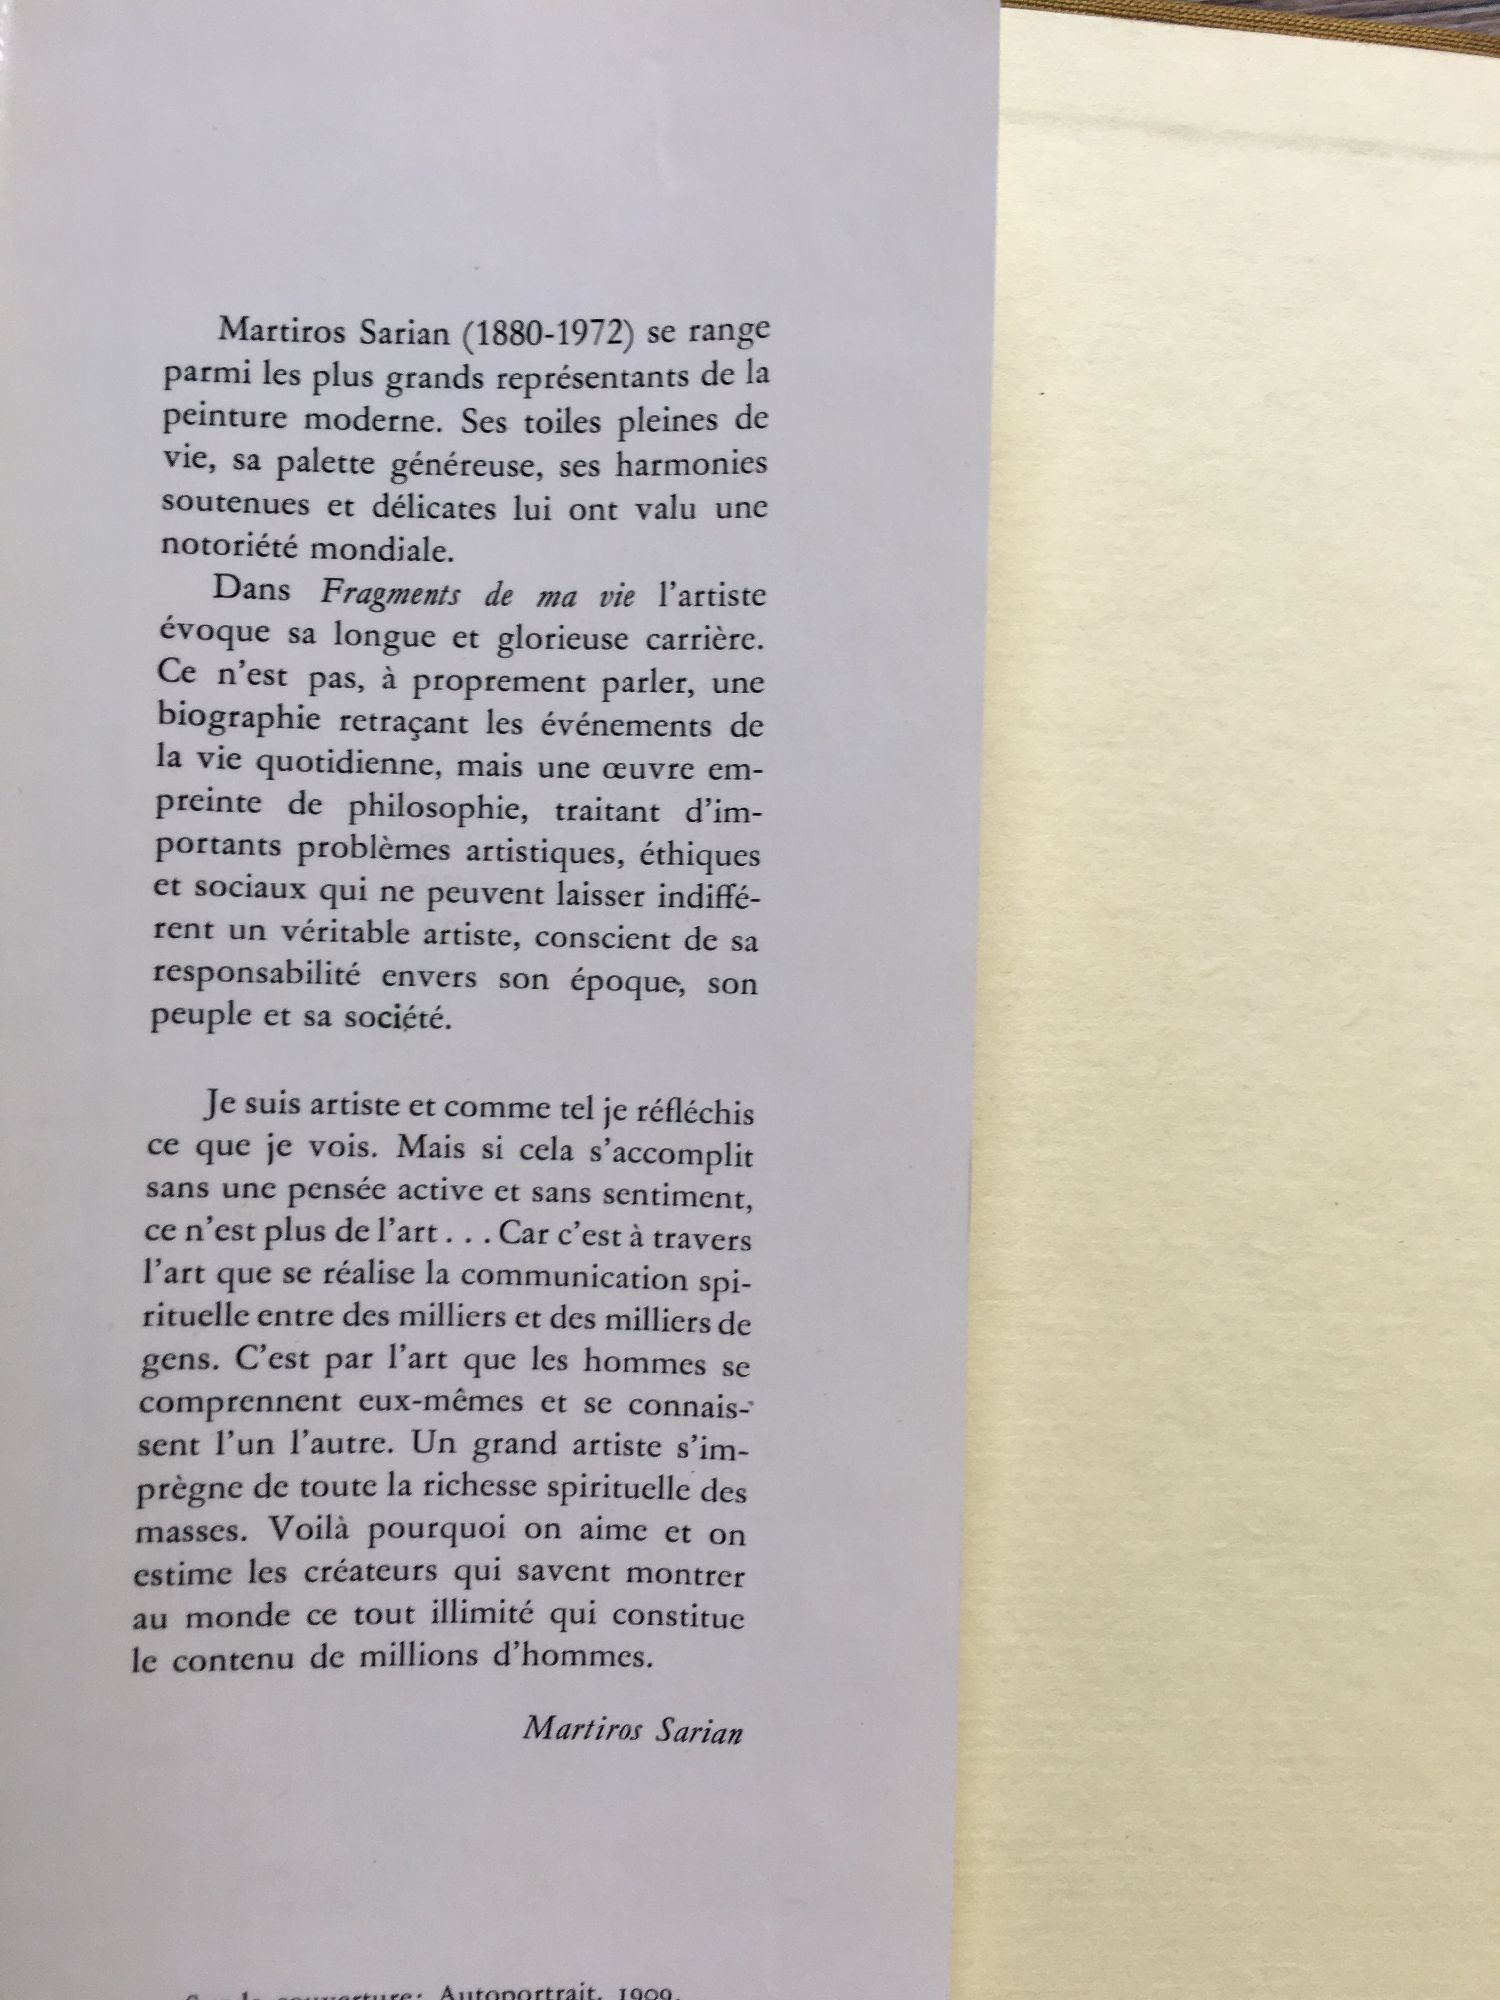 Martiros Sarian (1880-1972) se range
parmi les plus grands représentants de la
peinture moderne. Ses toiles pleines de
vie, sa palette généreuse, ses harmonies
soutenues et délicates lui ont valu une
notoriété mondiale.
Dans Fragments de ma vie l'artiste
évoque sa longue et glorieuse carrière.
Ce n'est pas, à proprement parler, une
biographie retraçant les événements de
la vie quotidienne, mais une œuvre em-
preinte de philosophie, traitant d'im-
portants problèmes artistiques, éthiques
et sociaux qui ne peuvent laisser indiffé-
rent un véritable artiste, conscient de sa
responsabilité envers son époque, son
peuple et sa société.
Je suis artiste et comme tel je réfléchis
ce que je vois. Mais si cela s'accomplit
sans une pensée active et sans sentiment,
ce n'est plus de l'art . . . Car c'est à travers
l'art que se réalise la communication spi-
rituelle entre des milliers et des milliers de
gens. C'est par l'art que les hommes se
comprennent eux-mêmes et se connais-
sent l'un l'autre. Un grand artiste s'im-
prègne de toute la richesse spirituelle des
masses. Voilà pourquoi on aime et on
estime les créateurs qui savent montrer
au monde ce tout illimité qui constitue
le contenu de millions d'hommes.
Martiros Sarian
Sur la couverture: Autoportrait. 1909.